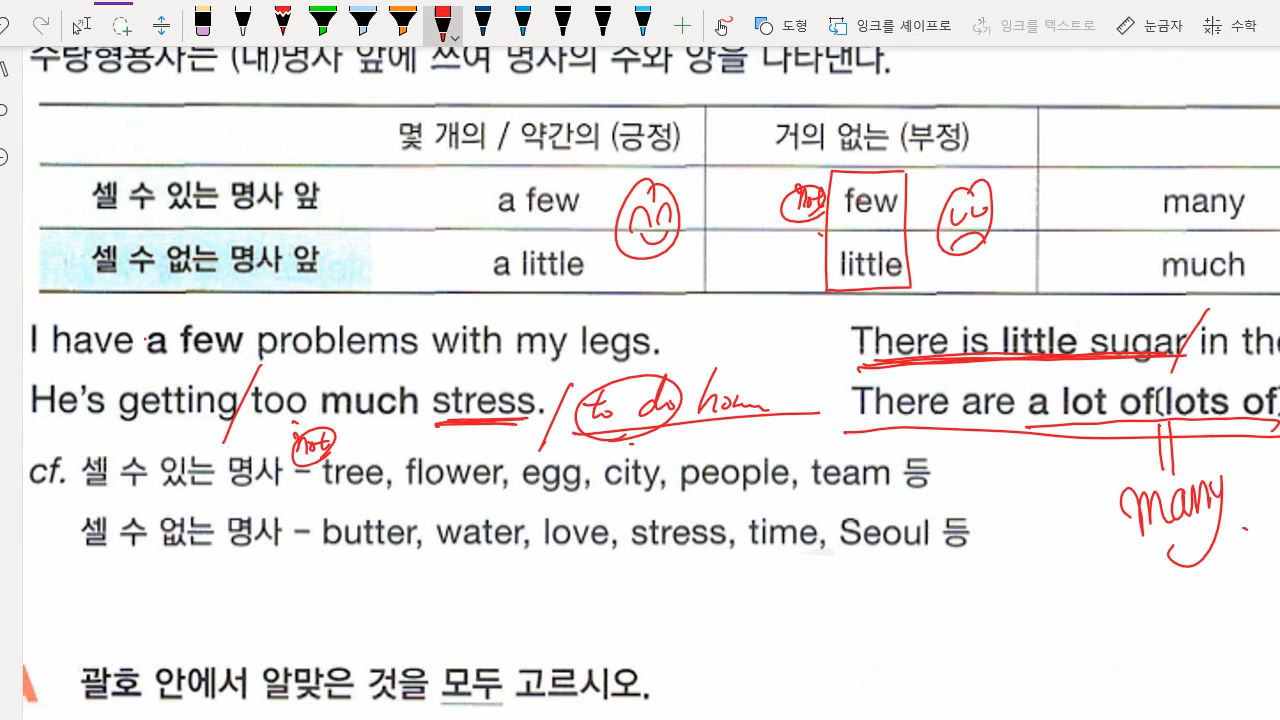 도형 잉크를 셰이프로 잉크를 텍스트로 눈금자 수학
수량형용사는 (대)명사 앞에 쓰여 명사의 수와 양을 나타낸다.
몇 개의 / 약간의 (긍정) 거의 없는 (부정)
셀 수 있는 명사 앞 a few not few many
셀 수 없는 명사 앞 a little little much
I have a few problems with my legs. There is little sugar in the
He's getting too much stress. to do There are a lot of(lots of)
not
cf. 셀 수 있는 명사 – tree, flower, egg, city, people, team 등
many
셀 수 없는 명사 – butter, water, love, stress, time, Seoul 등
A 괄호 안에서 알맞은 것을 모두 고르시오.